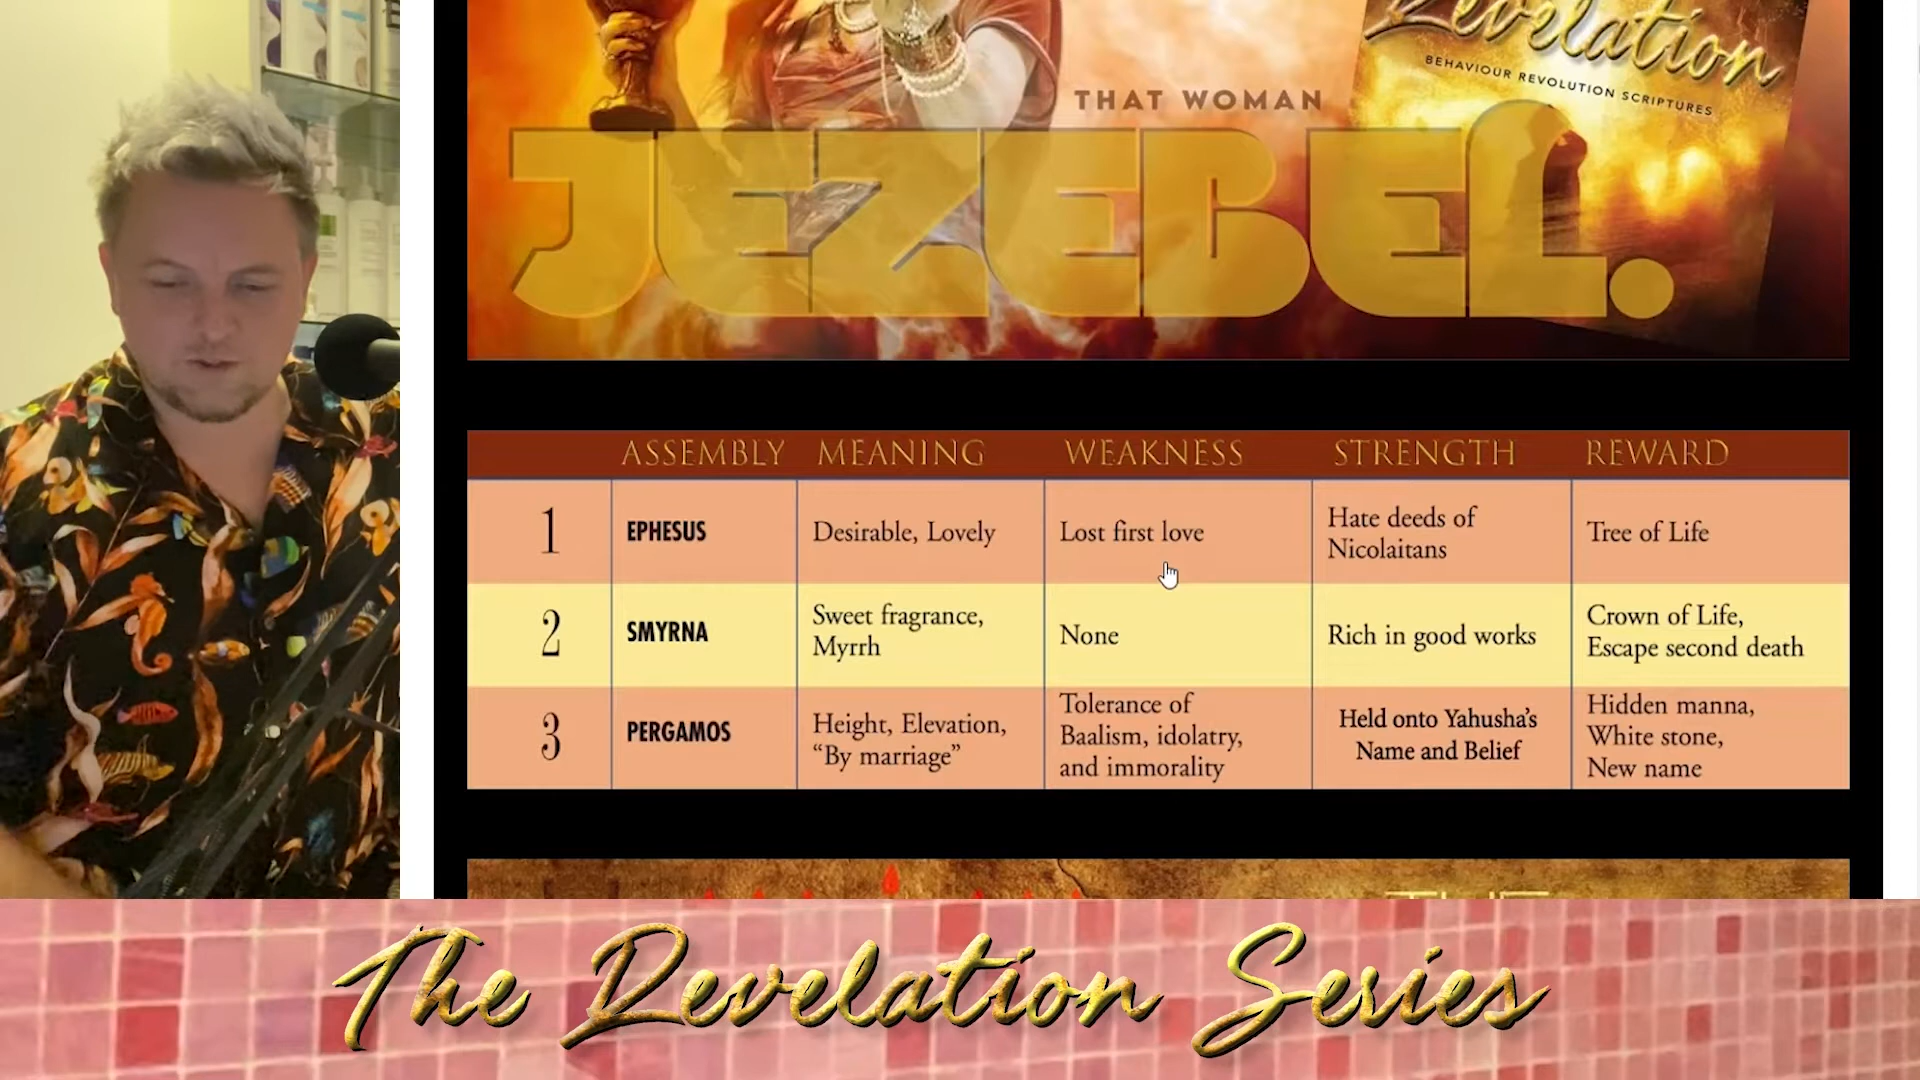 Revelation
BEHAVIOUR REVOLUTION SCRIPTURES
THAT WOMAN
JEZEBEL.
ASSEMBLY MEANING WEAKNESS STRENGTH REWARD
1 EPHESUS Desirable, Lovely Lost first love Hate deeds of Nicolaitans Tree of Life
2 SMYRNA Sweet fragrance, Myrrh None Rich in good works Crown of Life, Escape second death
3 PERGAMOS Height, Elevation, “By marriage” Tolerance of Baalism, idolatry, and immorality Held onto Yahusha’s Name and Belief Hidden manna, White stone, New name
The Revelation Series